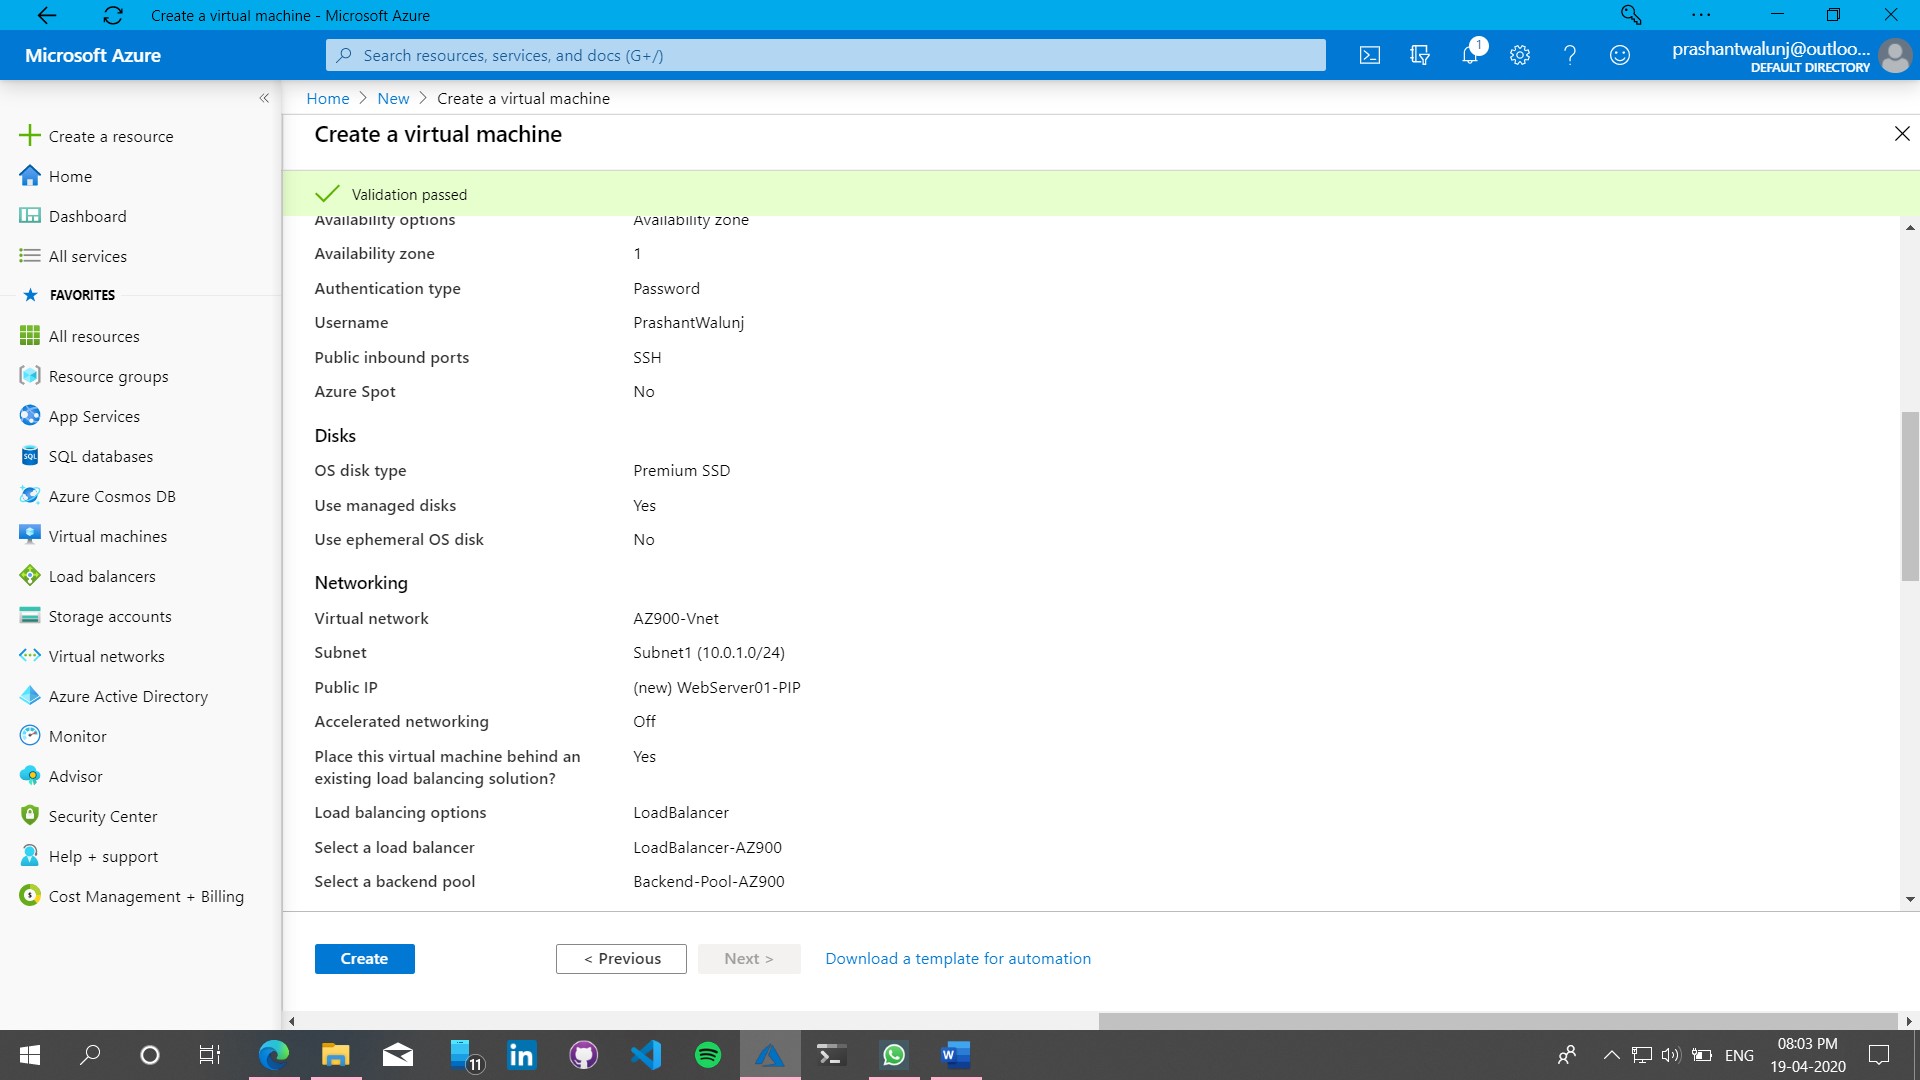 Create a virtual machine - Microsoft Azure
Microsoft Azure
Search resources, services, and docs (G+/)
1
prashantwalunj@outloo...
DEFAULT DIRECTORY
Home > New > Create a virtual machine
Create a virtual machine
Validation passed
Create a resource
Home
Dashboard
All services
FAVORITES
All resources
Resource groups
App Services
SQL
SQL databases
Azure Cosmos DB
Virtual machines
Load balancers
Storage accounts
Virtual networks
Azure Active Directory
Monitor
Advisor
Security Center
Help + support
Cost Management + Billing
Availability options Availability zone
Availability zone 1
Authentication type Password
Username PrashantWalunj
Public inbound ports SSH
Azure Spot No
Disks
OS disk type Premium SSD
Use managed disks Yes
Use ephemeral OS disk No
Networking
Virtual network AZ900-Vnet
Subnet Subnet1 (10.0.1.0/24)
Public IP (new) WebServer01-PIP
Accelerated networking Off
Place this virtual machine behind an Yes
existing load balancing solution?
Load balancing options LoadBalancer
Select a load balancer LoadBalancer-AZ900
Select a backend pool Backend-Pool-AZ900
Create < Previous Next > Download a template for automation
11
in
W
ENG
08:03 PM
19-04-2020